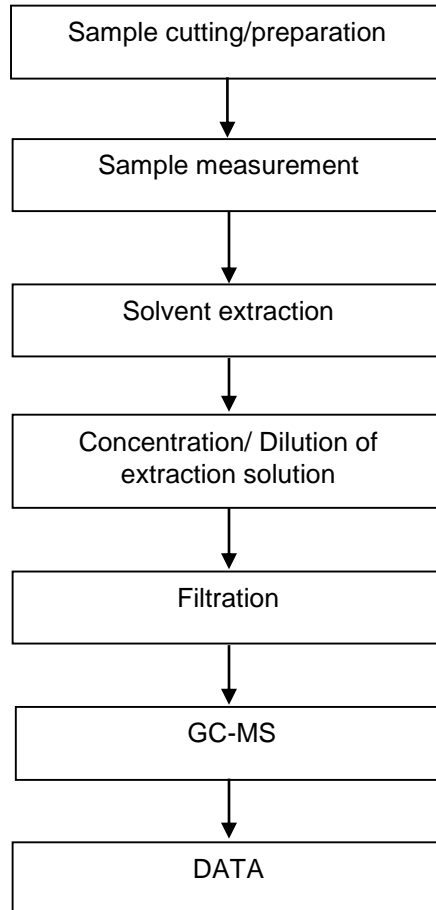 Sample cutting/preparation
Sample measurement
Solvent extraction
Concentration/ Dilution of
extraction solution
Filtration
GC-MS
DATA